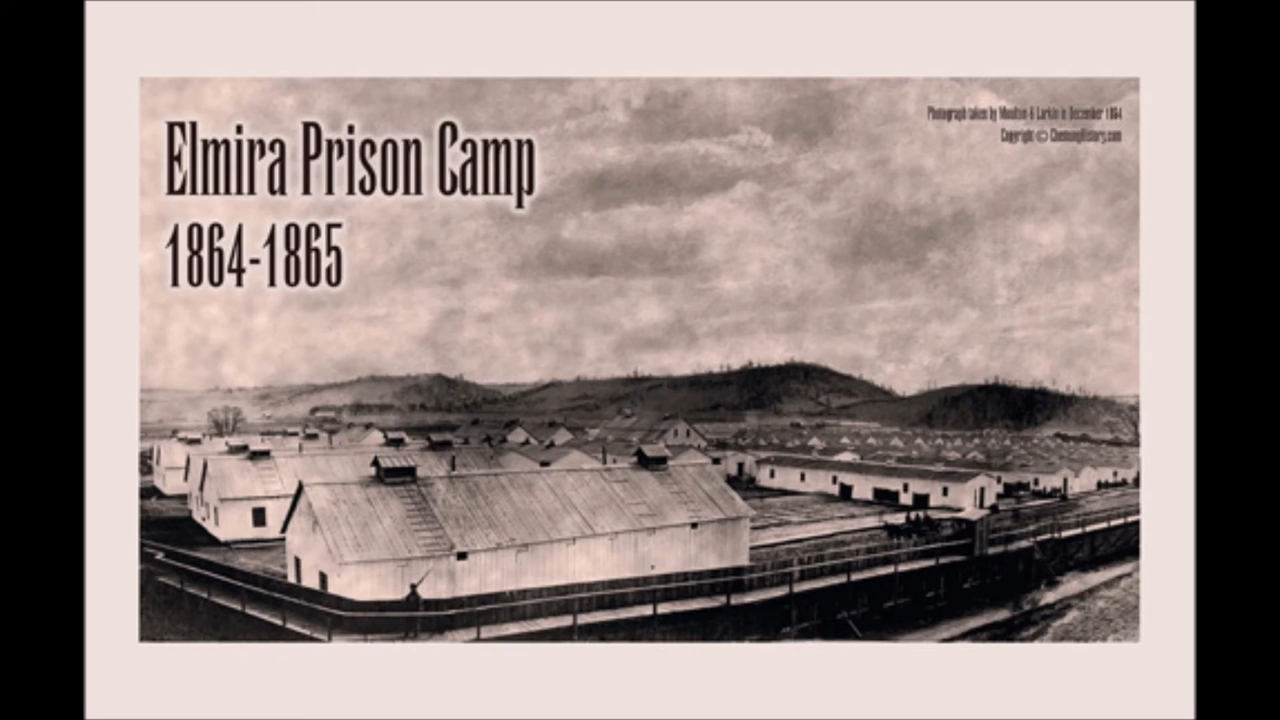 Elmira Prison Camp
1864-1865
Photograph taken by Moulton & Larkin in December 1864
Copyright © ChemungHistory.com